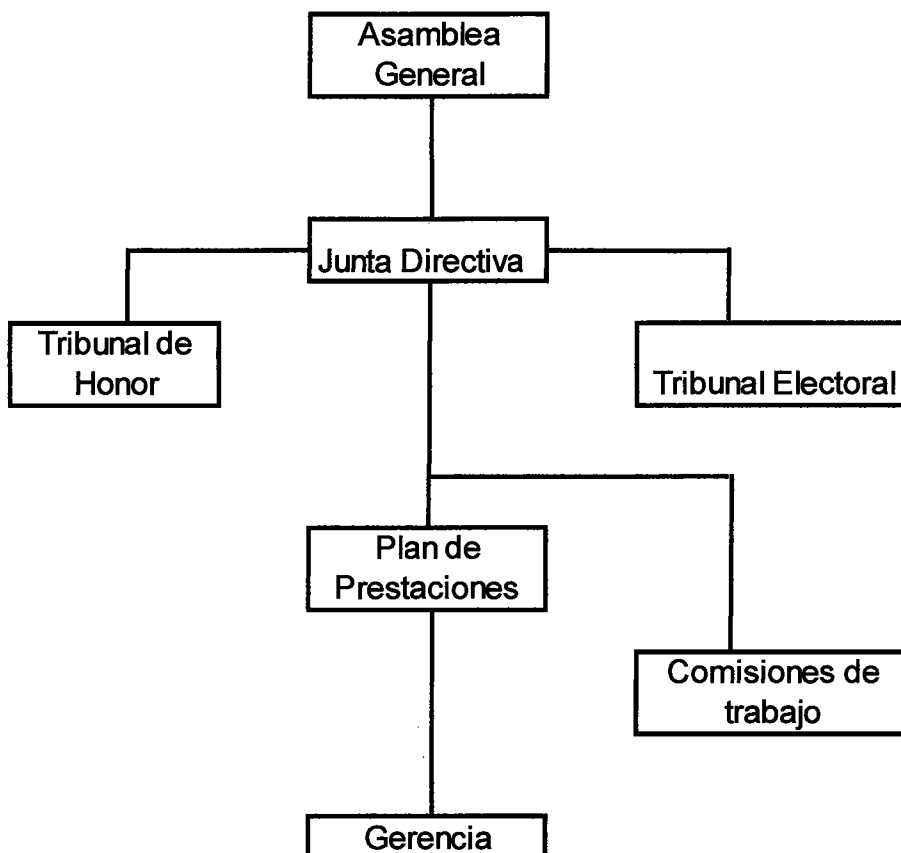 Asamblea
General
Junta Directiva
Tribunal de
Honor
Tribunal Electoral
Plan de
Prestaciones
Comisiones de
trabajo
Gerencia